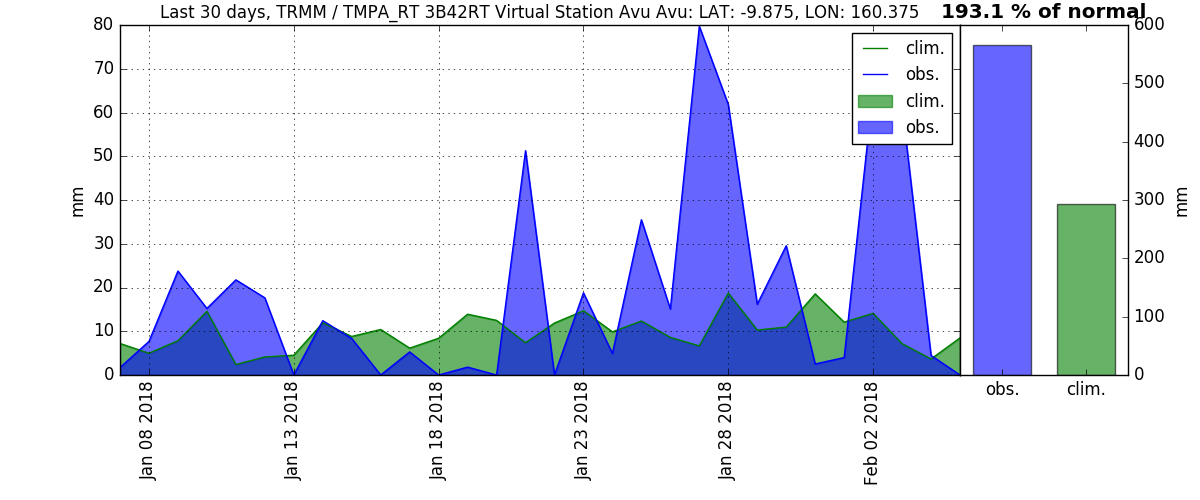 Last 30 days, TRMM / TMPA_RT 3B42RT Virtual Station Avu Avu: LAT: -9.875, LON: 160.375
193.1 % of normal
80
70
60
50
40
30
20
10
0
mm
clim.
obs.
clim.
obs.
Jan 08 2018
Jan 13 2018
Jan 18 2018
Jan 23 2018
Jan 28 2018
Feb 02 2018
600
500
400
300
200
100
0
mm
obs.
clim.